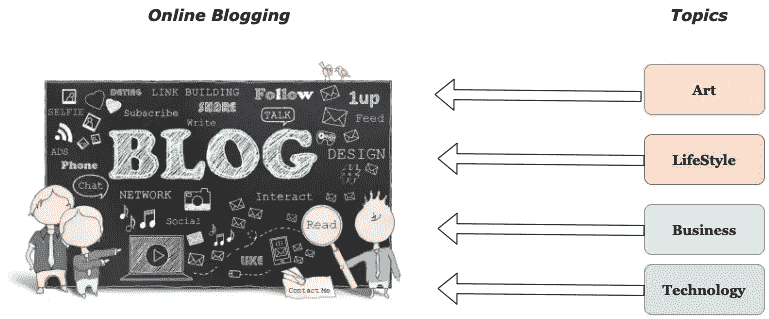 Online Blogging
Topics
SELFIE
DATING
LINK BUILDING
Follow
1up
Subscribe
SHARE
Write
TALK
Feed
ADS
BLOG
DESIGN
Phone
Chat
NETWORK
Interact
Social
Read
LIKE
Contact Me
Art
LifeStyle
Business
Technology